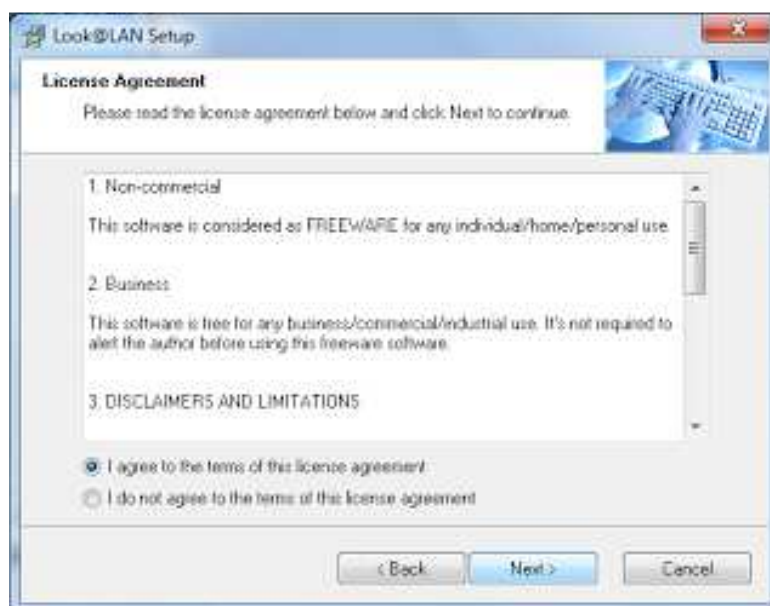 Look@LAN Setup
License Agreement
Please read the license agreement below and click Next to continue.
1. Non-commercial
This software is considered as FREEWARE for any individual/home/personal use
2. Business
This software is free for any business/commercial/industrial use. It's not required to
alert the author before using this freeware software.
3. DISCLAIMERS AND LIMITATIONS
I agree to the terms of this license agreement
I do not agree to the terms of this license agreement
< Back
Next >
Cancel